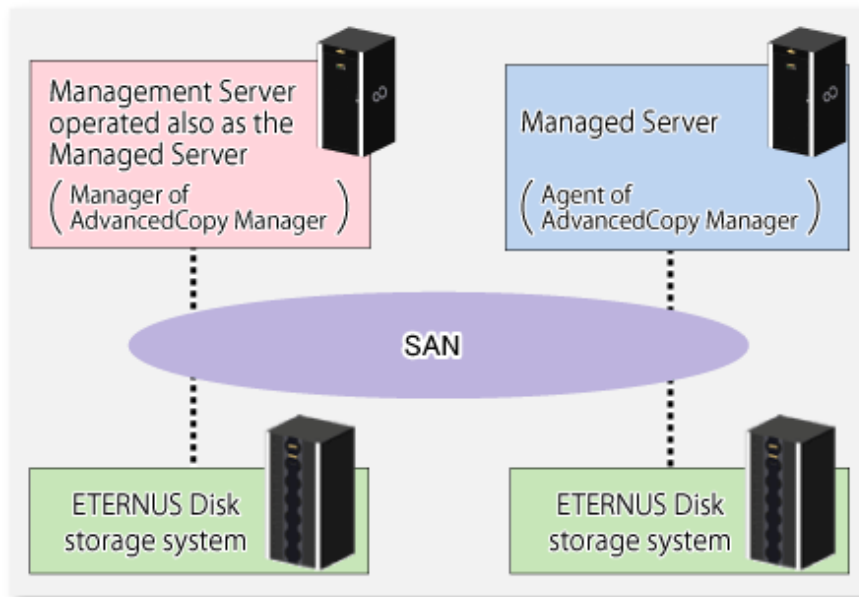 Management Server
operated also as the
Managed Server
( Manager of
AdvancedCopy Manager )
Managed Server
( Agent of
AdvancedCopy Manager )
SAN
ETERNUS Disk
storage system
ETERNUS Disk
storage system